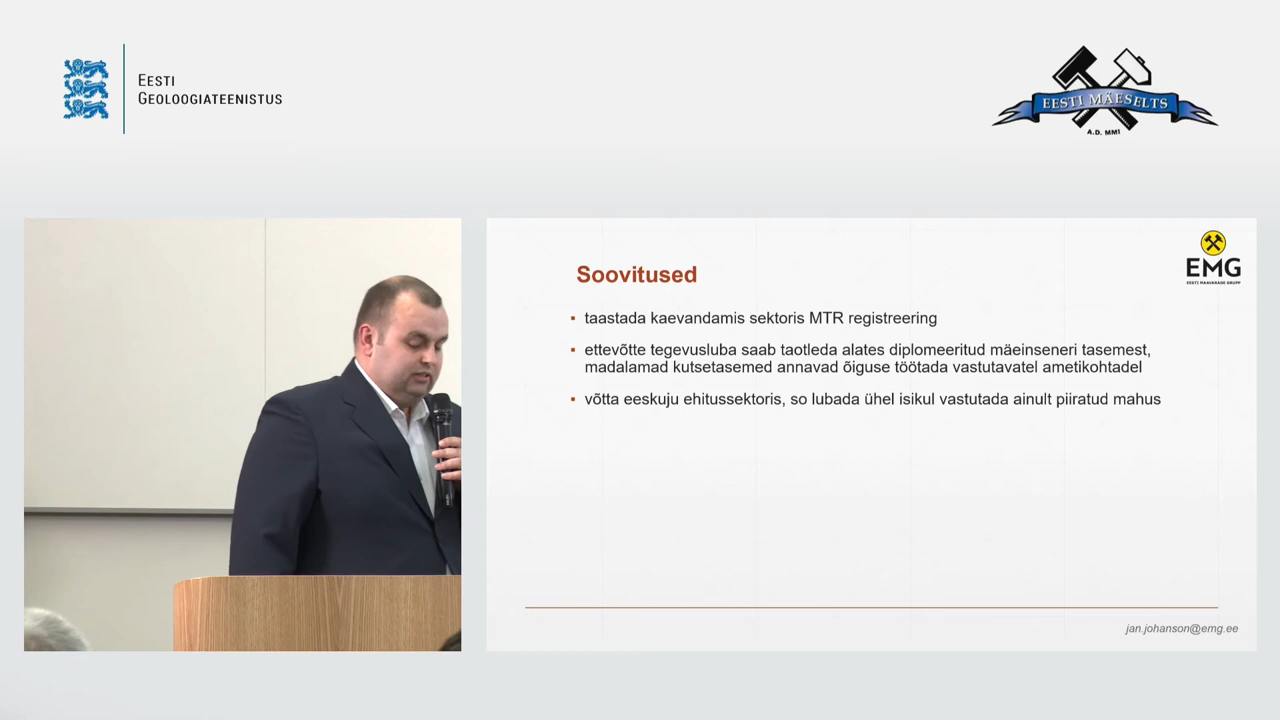 EESTI
GEOLOOGIATEENISTUS
EESTI MÄESELTS
A.D. MMI
EMG
EESTI MAAVARADE GRUPP
Soovitused
▪ taastada kaevandamis sektoris MTR registreering
▪ ettevõtte tegevusluba saab taotleda alates diplomeeritud mäeinseneri tasemest,
madalamad kutsetasemed annavad õiguse töötada vastutavatel ametikohtadel
▪ võtta eeskuju ehitussektoris, so lubada ühel isikul vastutada ainult piiratud mahus
jan.johanson@emg.ee